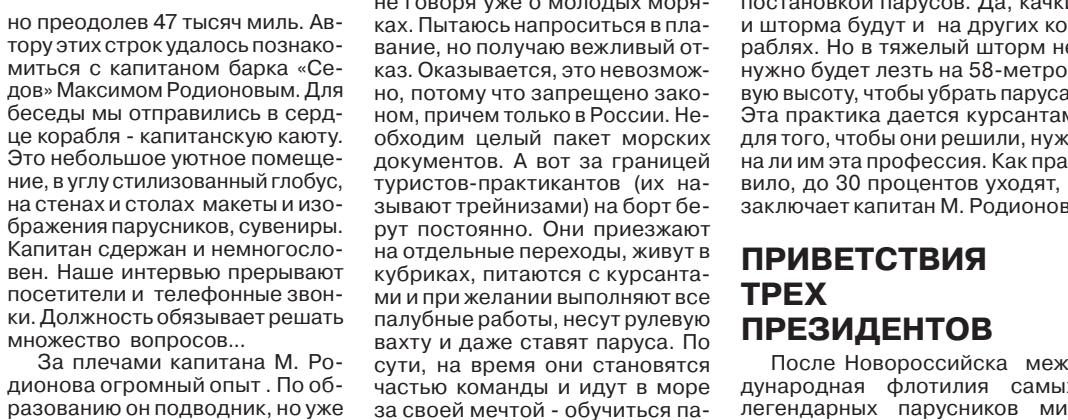 но преодолев 47 тысяч миль. Ав-
тору этих строк удалось познако-
миться с капитаном барка «Се-
дов» Максимом Родионовым. Для
беседы мы отправились в серд-
це корабля - капитанскую каюту.
Это небольшое уютное помеще-
ние, в углу стилизованный глобус,
на стенах и столах макеты и изо-
бражения парусников, сувениры.
Капитан сдержан и немногосло-
вен. Наше интервью прерывают
посетители и телефонные звон-
ки. Должность обязывает решать
множество вопросов...
За плечами капитана М. Ро-
дионова огромный опыт . По об-
разованию он подводник, но уже
не говоря уже о молодых моря-
ках. Пытаюсь напроситься в пла-
вание, но получаю вежливый от-
каз. Оказывается, это невозмож-
но, потому что запрещено зако-
ном, причем только в России. Не-
обходим целый пакет морских
документов. А вот за границей
туристов-практикантов (их на-
зывают трейнизами) на борт бе-
рут постоянно. Они приезжают
на отдельные переходы, живут в
кубриках, питаются с курсанта-
ми и при желании выполняют все
палубные работы, несут рулевую
вахту и даже ставят паруса. По
сути, на время они становятся
частью команды и идут в море
за своей мечтой - обучиться па-
постановкой парусов. Да, качки
и шторма будут и на других ко-
раблях. Но в тяжелый шторм не
нужно будет лезть на 58-метро-
вую высоту, чтобы убрать паруса.
Эта практика дается курсантам
для того, чтобы они решили, нуж-
на ли им эта профессия. Как пра-
вило, до 30 процентов уходят,
заключает капитан М. Родионов
ПРИВЕТСТВИЯ
ТРЕХ
ПРЕЗИДЕНТОВ
После Новороссийска меж-
дународная флотилия самых
легендарных парусников ми-